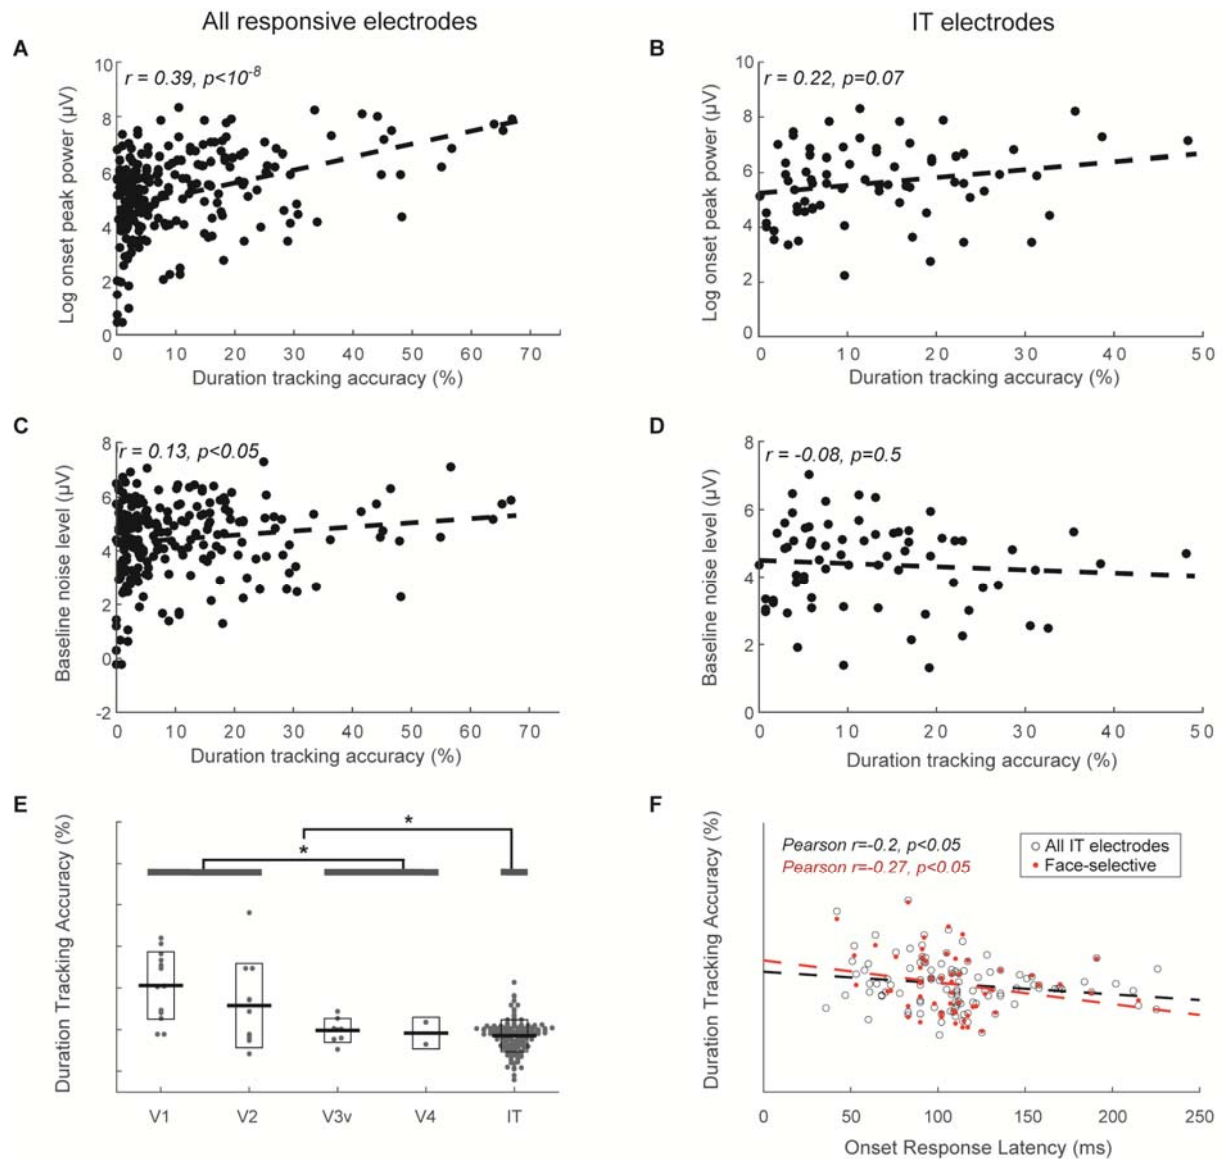 All responsive electrodes
IT electrodes
A
r = 0.39, p<10⁻⁸
Log onset peak power (µV)
10
8
6
4
2
0
0 10 20 30 40 50 60 70
Duration tracking accuracy (%)
B
r = 0.22, p=0.07
Log onset peak power (µV)
10
8
6
4
2
0
0 10 20 30 40 50
Duration tracking accuracy (%)
C
r = 0.13, p<0.05
Baseline noise level (µV)
8
6
4
2
0
-2
0 10 20 30 40 50 60 70
Duration tracking accuracy (%)
D
r = -0.08, p=0.5
Baseline noise level (µV)
8
6
4
2
0
0 10 20 30 40 50
Duration tracking accuracy (%)
E
Duration Tracking Accuracy (%)
*
*
V1 V2 V3v V4 IT
F
Duration Tracking Accuracy (%)
Pearson r=-0.2, p<0.05
Pearson r=-0.27, p<0.05
All IT electrodes
Face-selective
0 50 100 150 200 250
Onset Response Latency (ms)